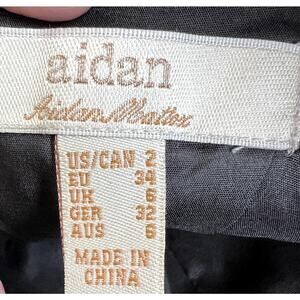 aidan
Aidan Mattox
US/CAN 2
EU 34
UK 6
GER 32
AUS 6
MADE IN
CHINA